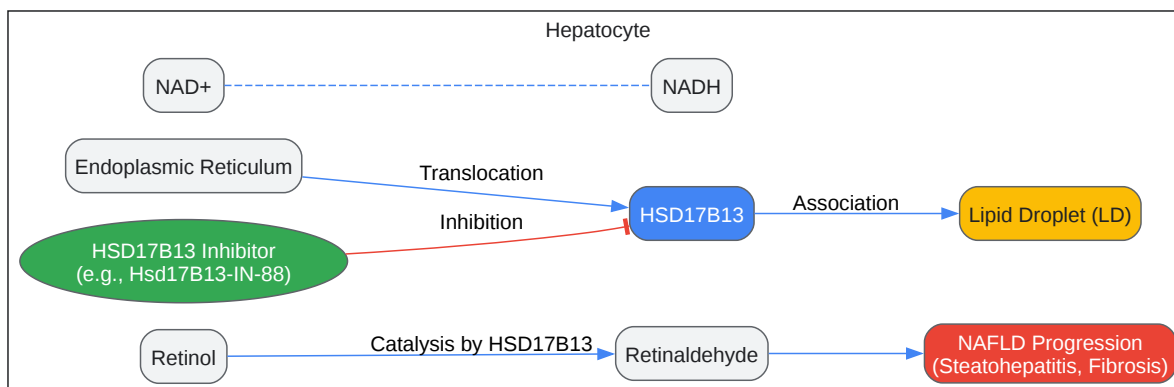 Hepatocyte
NAD+
NADH
Endoplasmic Reticulum
Translocation
HSD17B13
Association
Lipid Droplet (LD)
Inhibition
HSD17B13 Inhibitor
(e.g., Hsd17B13-IN-88)
Retinol
Catalysis by HSD17B13
Retinaldehyde
NAFLD Progression
(Steatohepatitis, Fibrosis)